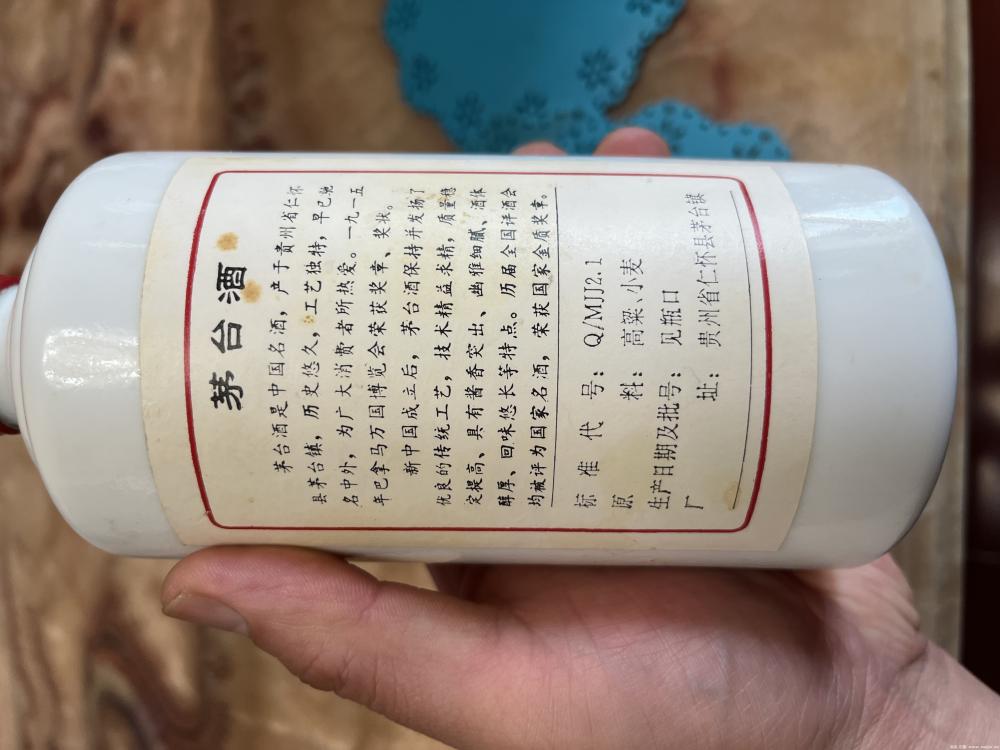 茅台酒
茅台酒是中国名酒，产于贵州省仁怀
县茅台镇，历史悠久，工艺独特，早已驰
名中外，为广大消费者所热爱。一九一五
年巴拿马万国博览会荣获奖章、奖状。
新中国成立后，茅台酒保持并发扬了
优良的传统工艺，技术精益求精，质量稳
定提高、具有酱香突出、幽雅细腻、酒体
醇厚、回味悠长等特点。历届全国评酒会
均被评为国家名酒，荣获国家金质奖章。
标准代号：Q/MJJ2.1
原料：高粱、小麦
生产日期及批号：见瓶口
厂址：贵州省仁怀县茅台镇